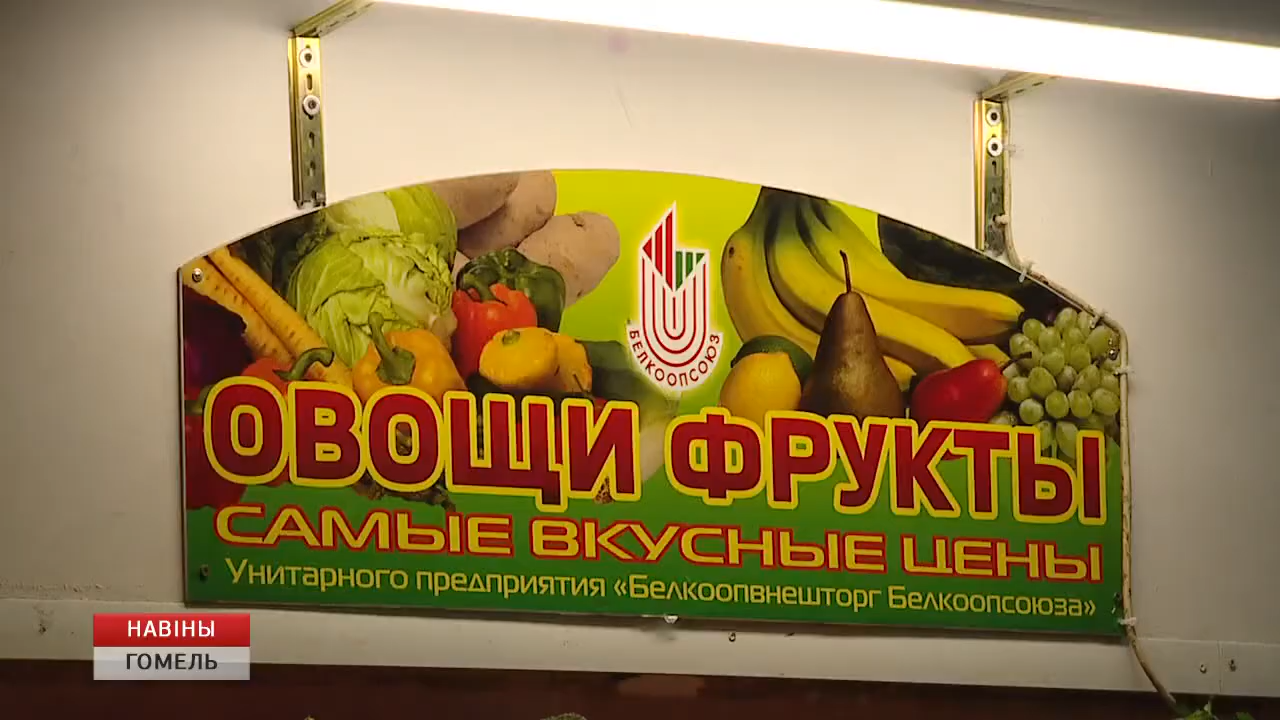 БЕЛКООПСОЮЗ
ОВОЩИ ФРУКТЫ
САМЫЕ ВКУСНЫЕ ЦЕНЫ
Унитарного предприятия «Белкоопвнешторг Белкоопсоюза»
НАВІНЫ
ГОМЕЛЬ